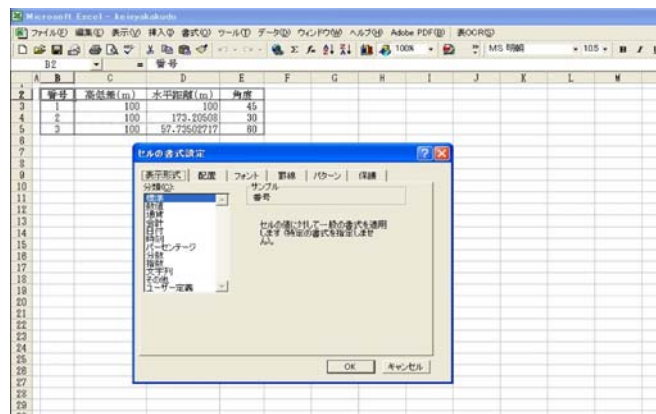 Microsoft Excel - keisyakakudo
ファイル(F) 編集(E) 表示(V) 挿入(I) 書式(O) ツール(T) データ(D) ウィンドウ(W) ヘルプ(H) Adobe PDF(B) 表OCR(S)
100% MS 明朝 10.5 B I
B2 = 番号
A B C D E F G H I J K L M
1
2 番号 高低差(m) 水平距離(m) 角度
3 1 100 100 45
4 2 100 173.20508 30
5 3 100 57.73502717 60
6
7
8
9
10
11
12
13
14
15
16
17
18
19
20
21
22
23
24
25
26
27
28
29
セルの書式設定
表示形式 配置 フォント 罫線 パターン 保護
分類(C):
標準
数値
通貨
会計
日付
時刻
パーセンテージ
分数
指数
文字列
その他
ユーザー定義
サンプル
番号
セルの値に対して一般の書式を適用
します (特定の書式を指定しませ
ん)。
OK キャンセル